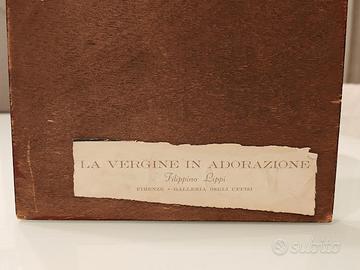 LA VERGINE IN ADORAZIONE
Filippino Lippi
FIRENZE • GALLERIA DEGLI UFFIZI
subito